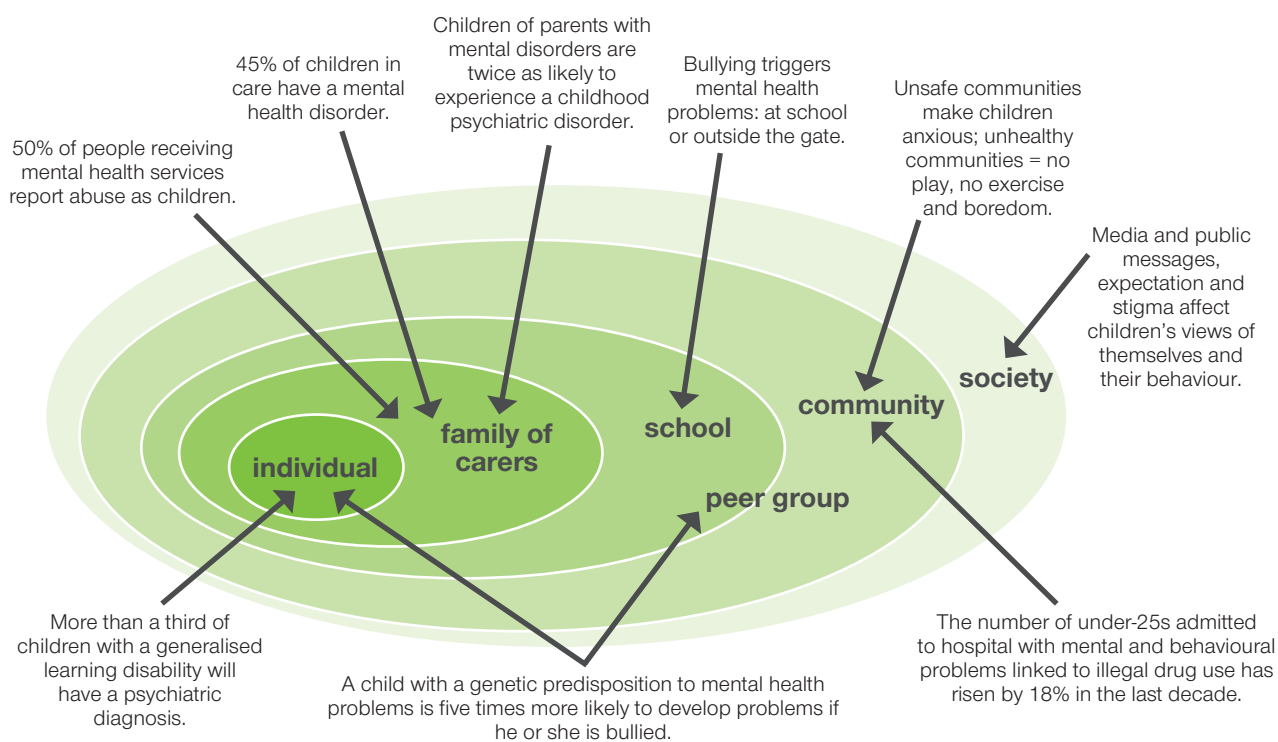 Children of parents with
mental disorders are
twice as likely to
experience a childhood
psychiatric disorder.
45% of children in
care have a mental
health disorder.
Bullying triggers
mental health
problems: at school
or outside the gate.
Unsafe communities
make children
anxious; unhealthy
communities = no
play, no exercise
and boredom.
50% of people receiving
mental health services
report abuse as children.
Media and public
messages,
expectation and
stigma affect
children’s views of
themselves and
their behaviour.
society
community
school
family of
carers
individual
peer group
More than a third of
children with a generalised
learning disability will
have a psychiatric
diagnosis.
A child with a genetic predisposition to mental health
problems is five times more likely to develop problems if
he or she is bullied.
The number of under-25s admitted
to hospital with mental and behavioural
problems linked to illegal drug use has
risen by 18% in the last decade.